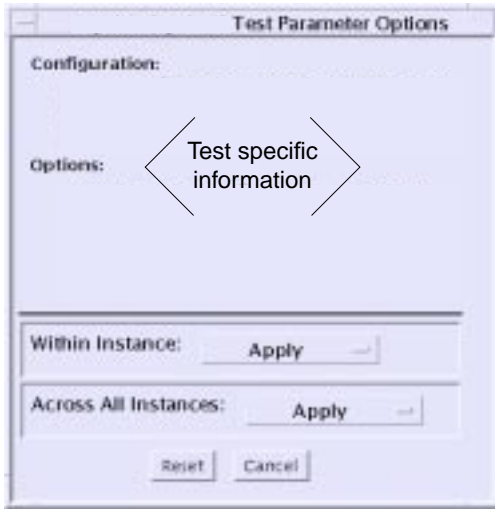 Test Parameter Options
Configuration:
Options:
Test specific
information
Within Instance: Apply
Across All Instances: Apply
Reset Cancel